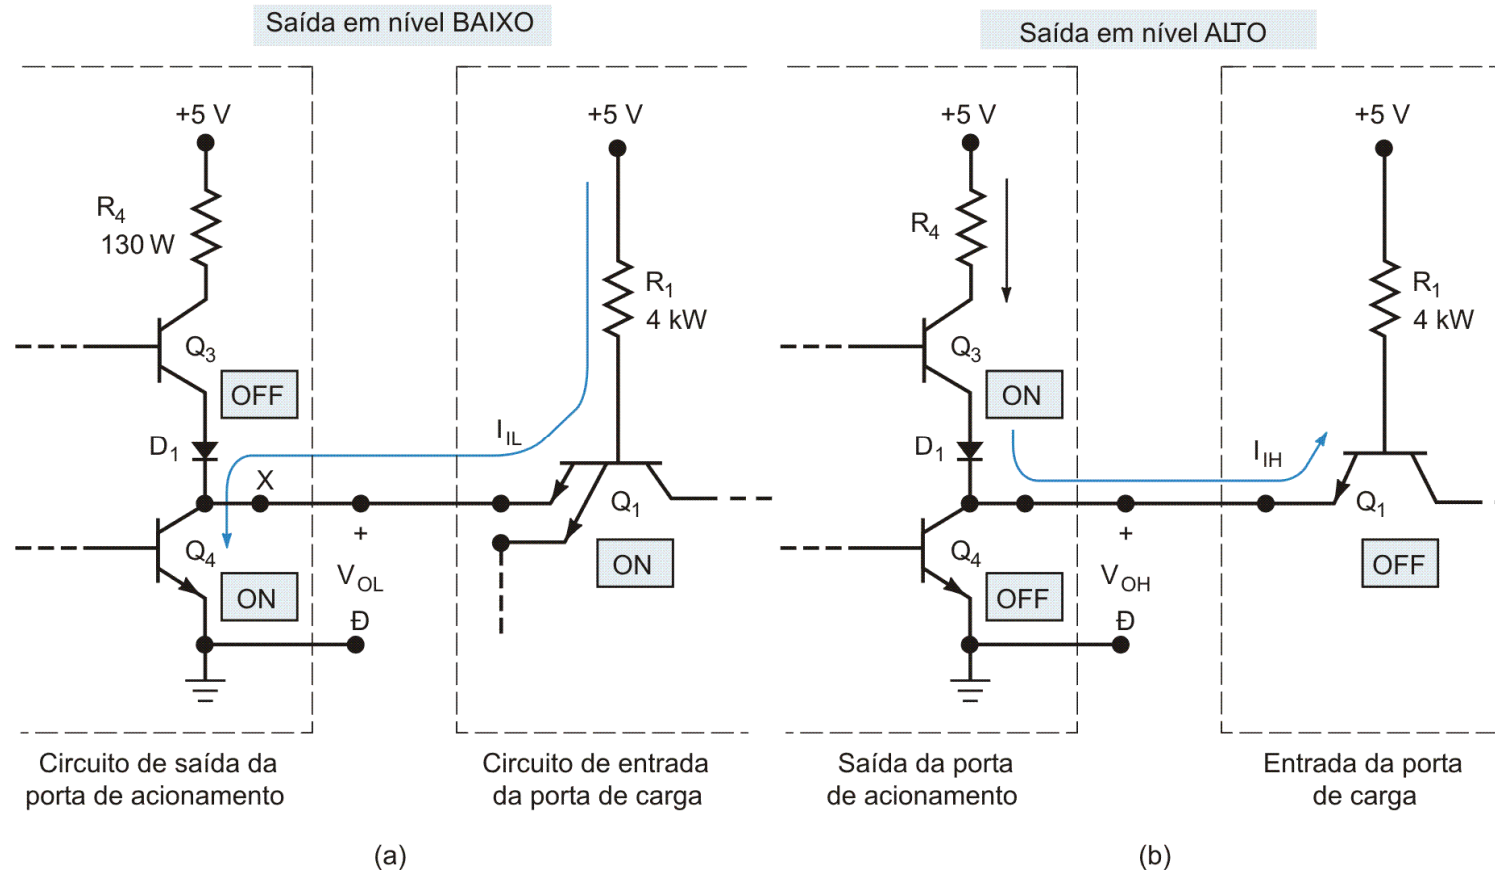 Saída em nível BAIXO
+5 V
+5 V
R4
130 W
R1
4 kW
Q3
OFF
D1
IIL
X
Q1
+
Q4
ON
VOL
ON
Đ
Circuito de saída da
porta de acionamento
Circuito de entrada
da porta de carga
(a)
Saída em nível ALTO
+5 V
+5 V
R4
R1
4 kW
Q3
ON
D1
IIH
Q1
+
Q4
OFF
VOH
OFF
Đ
Saída da porta
de acionamento
Entrada da porta
de carga
(b)